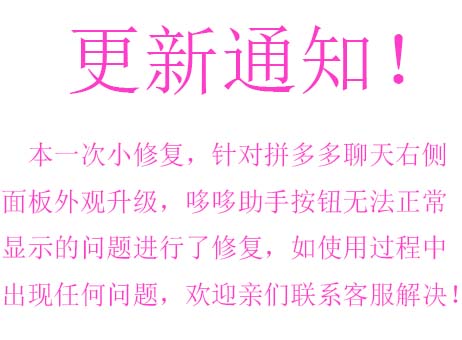 更新通知！
本一次小修复，针对拼多多聊天右侧
面板外观升级，哆哆助手按钮无法正常
显示的问题进行了修复，如使用过程中
出现任何问题，欢迎亲们联系客服解决！